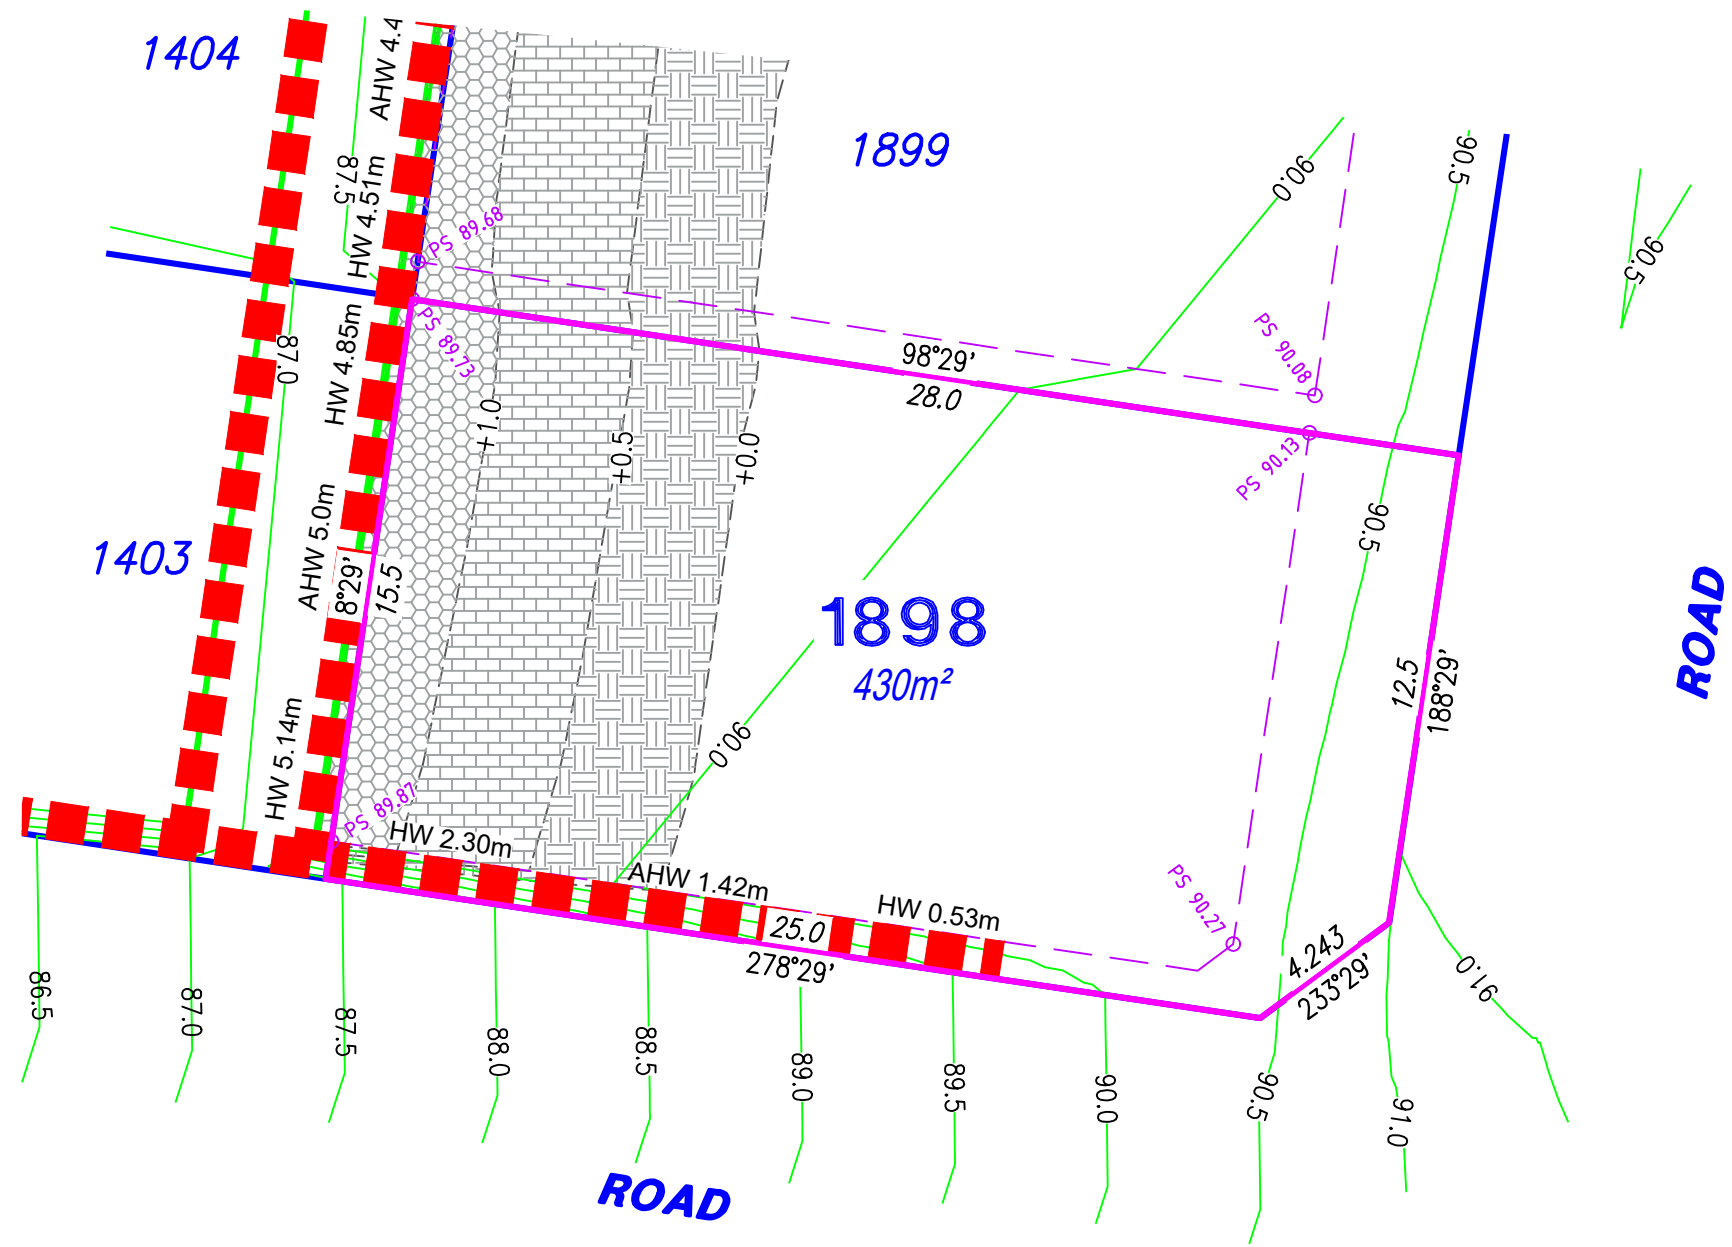 1404
AHW 4.4
1899
90.0
90.5
87.5
HW 4.51m
PS 89.68
90.5
HW 4.85m
87.0
PS 89.73
98°29'
28.0
PS 90.08
+1.0
+0.5
+0.0
PS 90.13
90.5
1403
AHW 5.0m
8°29'
15.5
1898
430m²
12.5
188°29'
ROAD
HW 5.14m
90.0
PS 89.87
HW 2.30m
AHW 1.42m
HW 0.53m
PS 90.27
25.0
278°29'
4.243
233°29'
91.0
86.5
87.0
87.5
88.0
88.5
89.0
89.5
90.0
90.5
91.0
ROAD